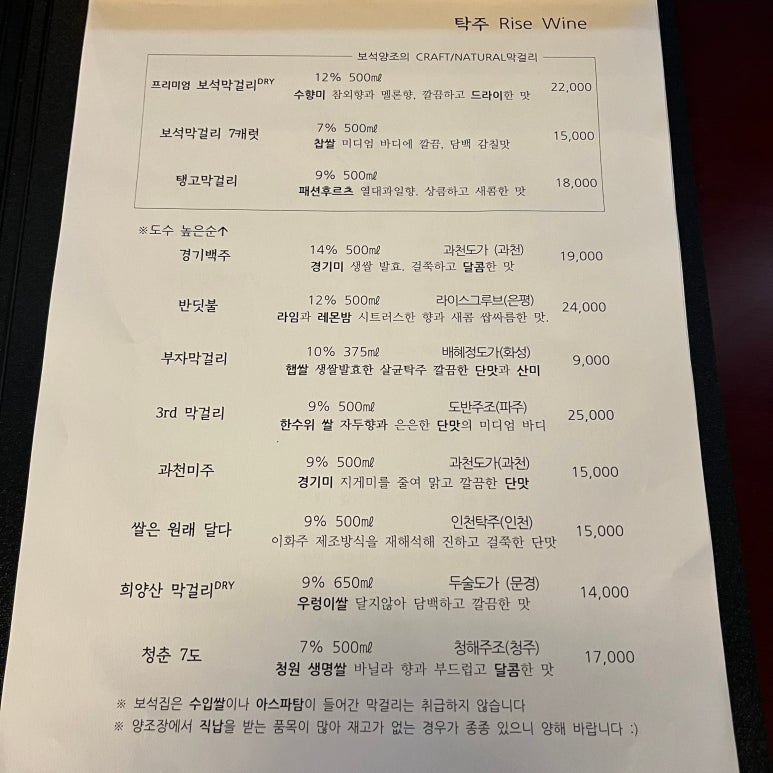 탁주 Rise Wine
보석양조의 CRAFT/NATURAL막걸리
프리미엄 보석막걸리DRY 12% 500㎖ 22,000
수향미 참외향과 멜론향, 깔끔하고 드라이한 맛
보석막걸리 7캐럿 7% 500㎖ 15,000
찹쌀 미디엄 바디에 깔끔, 담백 감칠맛
탱고막걸리 9% 500㎖ 18,000
패션후르츠 열대과일향, 상큼하고 새콤한 맛
※도수 높은순↑
경기백주 14% 500㎖ 과천도가 (과천) 19,000
경기미 생쌀 발효, 걸쭉하고 달콤한 맛
반딧불 12% 500㎖ 라이스그루브(은평) 24,000
라임과 레몬밤 시트러스한 향과 새콤 쌉싸름한 맛.
부자막걸리 10% 375㎖ 배혜정도가(화성) 9,000
햅쌀 생쌀발효한 살균탁주 깔끔한 단맛과 산미
3rd 막걸리 9% 500㎖ 도반주조(파주) 25,000
한수위 쌀 자두향과 은은한 단맛의 미디엄 바디
과천미주 9% 500㎖ 과천도가(과천) 15,000
경기미 지게미를 줄여 맑고 깔끔한 단맛
쌀은 원래 달다 9% 500㎖ 인천탁주(인천) 15,000
이화주 제조방식을 재해석해 진하고 걸쭉한 단맛
희양산 막걸리DRY 9% 650㎖ 두술도가 (문경) 14,000
우렁이쌀 달지않아 담백하고 깔끔한 맛
청춘 7도 7% 500㎖ 청해주조(청주) 17,000
청원 생명쌀 바닐라 향과 부드럽고 달콤한 맛
※ 보석집은 수입쌀이나 아스파탐이 들어간 막걸리는 취급하지 않습니다
※ 양조장에서 직납을 받는 품목이 많아 재고가 없는 경우가 종종 있으니 양해 바랍니다 :)